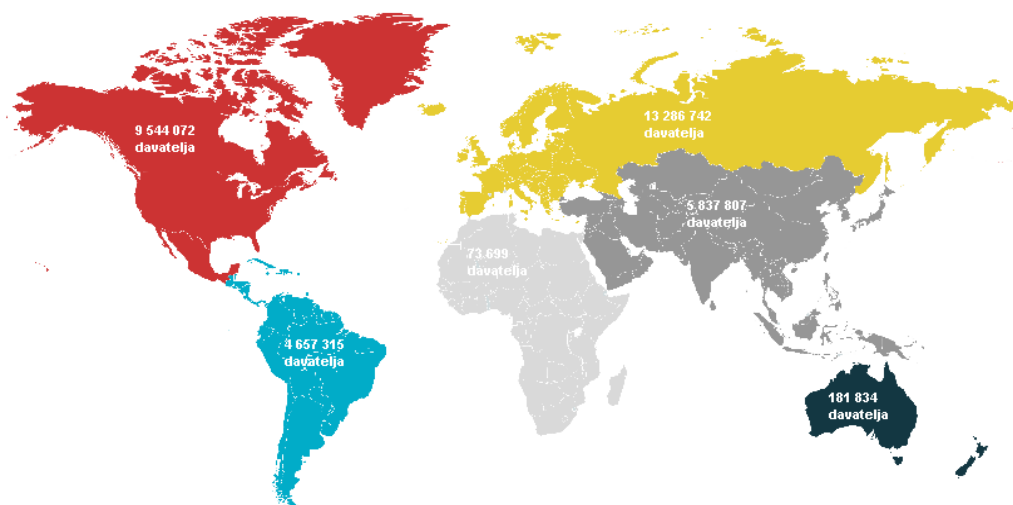 13 286 742
davatelja
9 544 072
davatelja
5 837 807
davatelja
73.699
davatelja
4 657 315
davatelja
181 834
davatelja